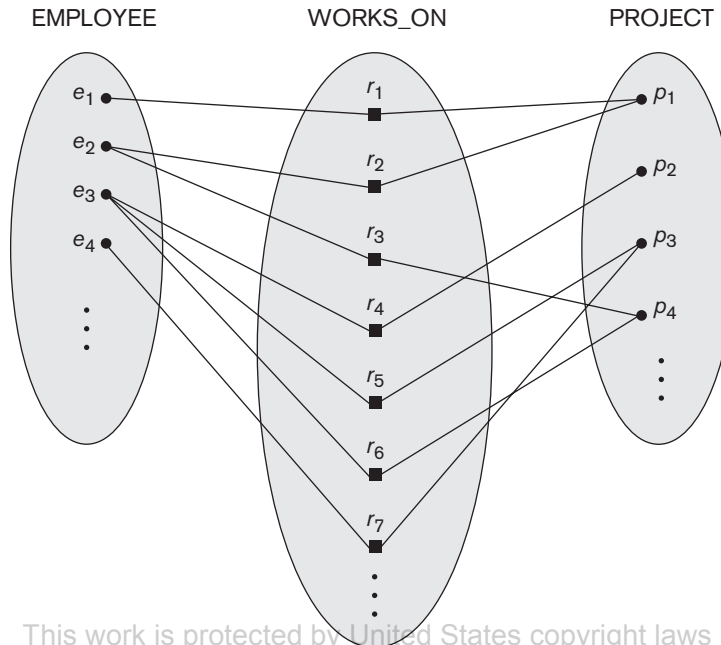 EMPLOYEE
WORKS_ON
PROJECT
e1
e2
e3
e4
r1
r2
r3
r4
r5
r6
r7
p1
p2
p3
p4
This work is protected by United States copyright laws